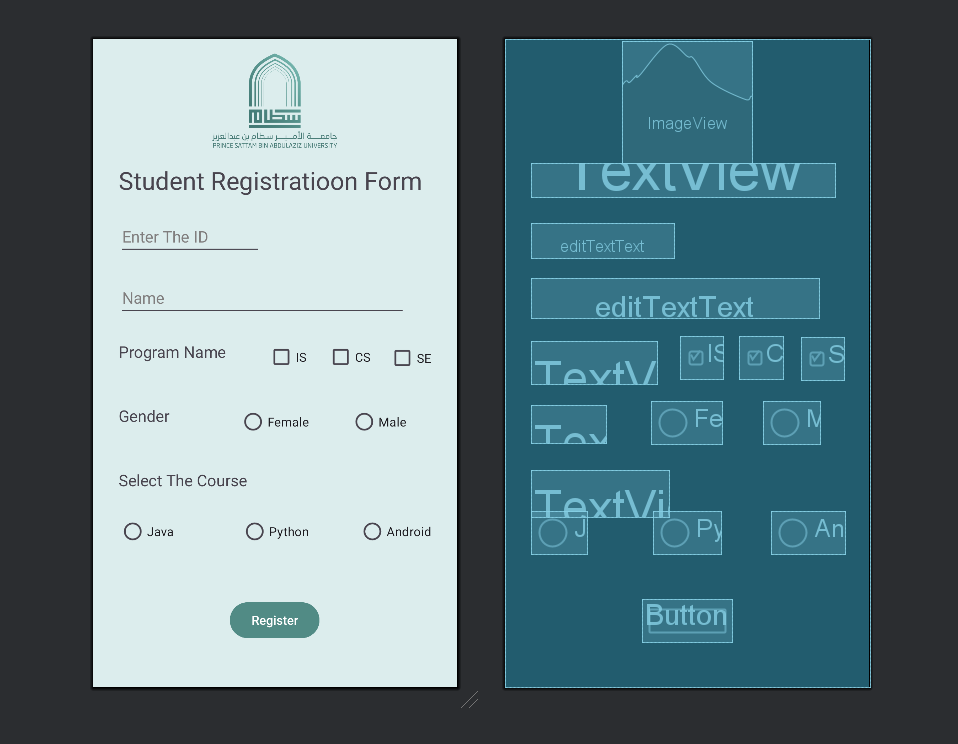 جامعــة الأمــيــر سطام بن عبدالعزيز
PRINCE SATTAM BIN ABDULAZIZ UNIVERSITY
Student Registratioon Form
Enter The ID
Name
Program Name
IS
CS
SE
Gender
Female
Male
Select The Course
Java
Python
Android
Register
ImageView
TextView
editTextText
editTextText
TextV
IS
C
S
Tex
Fe
M
TextVi
J
Py
An
Button